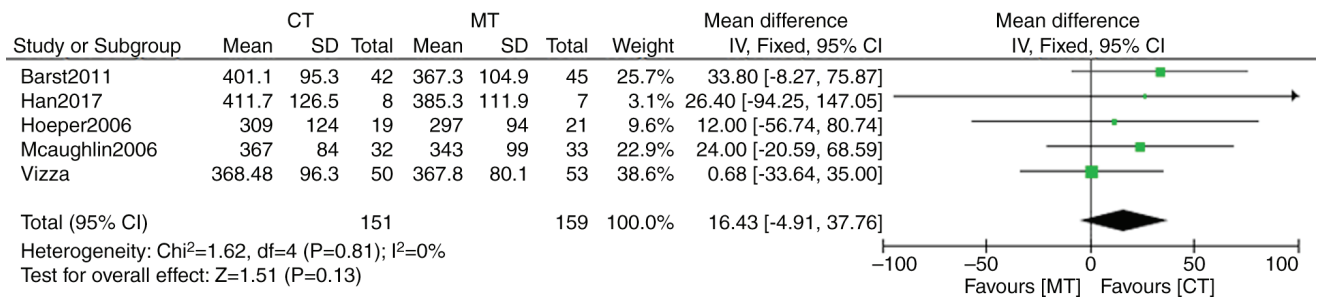 CT MT Mean difference Mean difference
Study or Subgroup Mean SD Total Mean SD Total Weight IV, Fixed, 95% CI IV, Fixed, 95% CI
Barst2011 401.1 95.3 42 367.3 104.9 45 25.7% 33.80 [-8.27, 75.87]
Han2017 411.7 126.5 8 385.3 111.9 7 3.1% 26.40 [-94.25, 147.05]
Hoeper2006 309 124 19 297 94 21 9.6% 12.00 [-56.74, 80.74]
Mcaughlin2006 367 84 32 343 99 33 22.9% 24.00 [-20.59, 68.59]
Vizza 368.48 96.3 50 367.8 80.1 53 38.6% 0.68 [-33.64, 35.00]
Total (95% CI) 151 159 100.0% 16.43 [-4.91, 37.76]
Heterogeneity: Chi²=1.62, df=4 (P=0.81); I²=0%
Test for overall effect: Z=1.51 (P=0.13)
−100 −50 0 50 100
Favours [MT] Favours [CT]